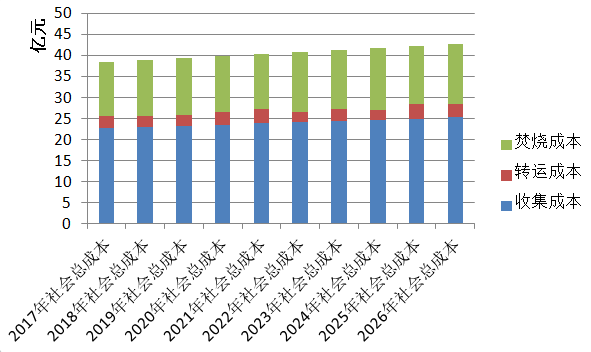 亿元
50
45
40
35
30
25
20
15
10
5
0
2017年社会总成本
2018年社会总成本
2019年社会总成本
2020年社会总成本
2021年社会总成本
2022年社会总成本
2023年社会总成本
2024年社会总成本
2025年社会总成本
2026年社会总成本
焚烧成本
转运成本
收集成本